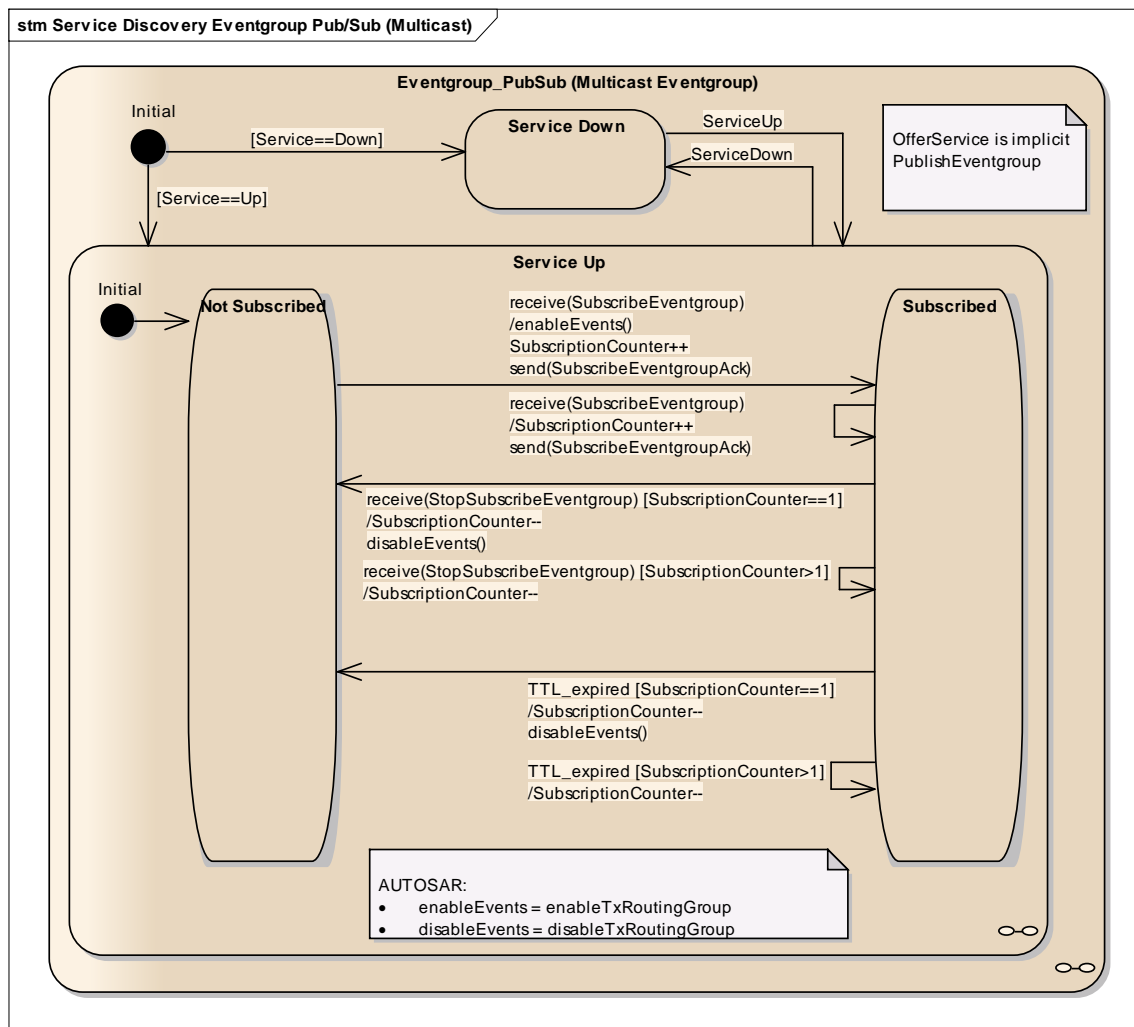 stm Service Discovery Eventgroup Pub/Sub (Multicast)
Eventgroup_PubSub (Multicast Eventgroup)
Initial
[Service==Down]
Service Down
ServiceUp
ServiceDown
OfferService is implicit
PublishEventgroup
[Service==Up]
Service Up
Initial
Not Subscribed
Subscribed
receive(SubscribeEventgroup)
/enableEvents()
SubscriptionCounter++
send(SubscribeEventgroupAck)
receive(SubscribeEventgroup)
/SubscriptionCounter++
send(SubscribeEventgroupAck)
receive(StopSubscribeEventgroup) [SubscriptionCounter==1]
/SubscriptionCounter--
disableEvents()
receive(StopSubscribeEventgroup) [SubscriptionCounter>1]
/SubscriptionCounter--
TTL_expired [SubscriptionCounter==1]
/SubscriptionCounter--
disableEvents()
TTL_expired [SubscriptionCounter>1]
/SubscriptionCounter--
AUTOSAR:
• enableEvents = enableTxRoutingGroup
• disableEvents = disableTxRoutingGroup